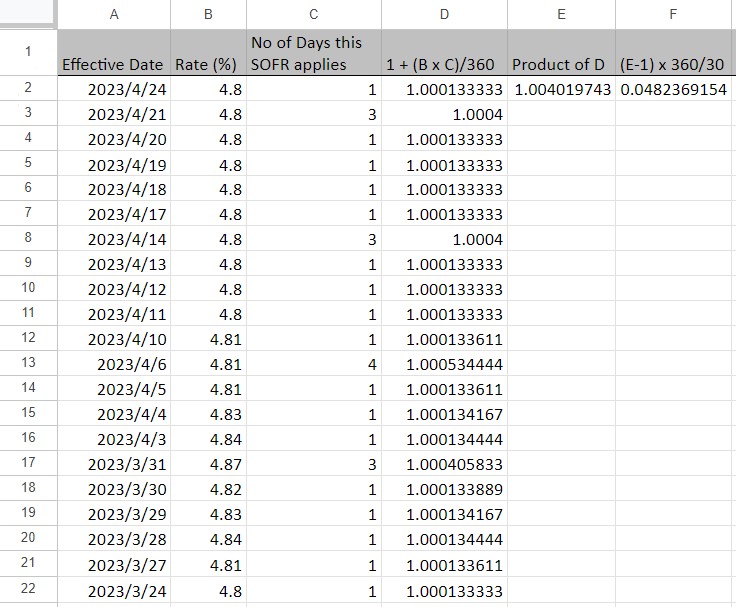 A B C D E F
1 Effective Date Rate (%) No of Days this SOFR applies 1 + (B x C)/360 Product of D (E-1) x 360/30
2 2023/4/24 4.8 1 1.000133333 1.004019743 0.0482369154
3 2023/4/21 4.8 3 1.0004
4 2023/4/20 4.8 1 1.000133333
5 2023/4/19 4.8 1 1.000133333
6 2023/4/18 4.8 1 1.000133333
7 2023/4/17 4.8 1 1.000133333
8 2023/4/14 4.8 3 1.0004
9 2023/4/13 4.8 1 1.000133333
10 2023/4/12 4.8 1 1.000133333
11 2023/4/11 4.8 1 1.000133333
12 2023/4/10 4.81 1 1.000133611
13 2023/4/6 4.81 4 1.000534444
14 2023/4/5 4.81 1 1.000133611
15 2023/4/4 4.83 1 1.000134167
16 2023/4/3 4.84 1 1.000134444
17 2023/3/31 4.87 3 1.000405833
18 2023/3/30 4.82 1 1.000133889
19 2023/3/29 4.83 1 1.000134167
20 2023/3/28 4.84 1 1.000134444
21 2023/3/27 4.81 1 1.000133611
22 2023/3/24 4.8 1 1.000133333